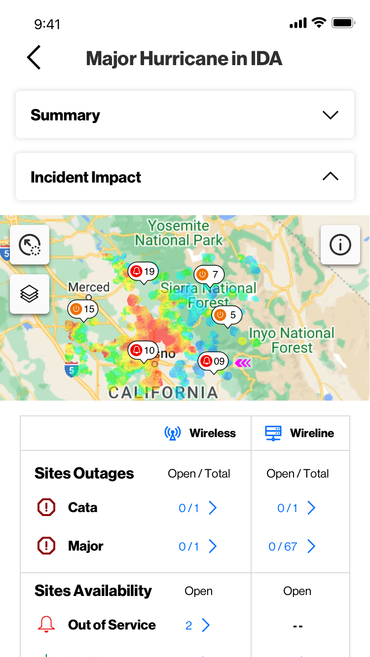 9:41
Major Hurricane in IDA
Summary
Incident Impact
Yosemite
National Park
5
19
7
Merced
Sierra National
Forest
15
5
Inyo National
Forest
10
no
09
5
CALIFORNIA
Wireless
Wireline
Sites Outages
Open / Total
Open / Total
Cata
0 / 1
0 / 1
Major
0 / 1
0 / 67
Sites Availability
Open
Open
Out of Service
2
--